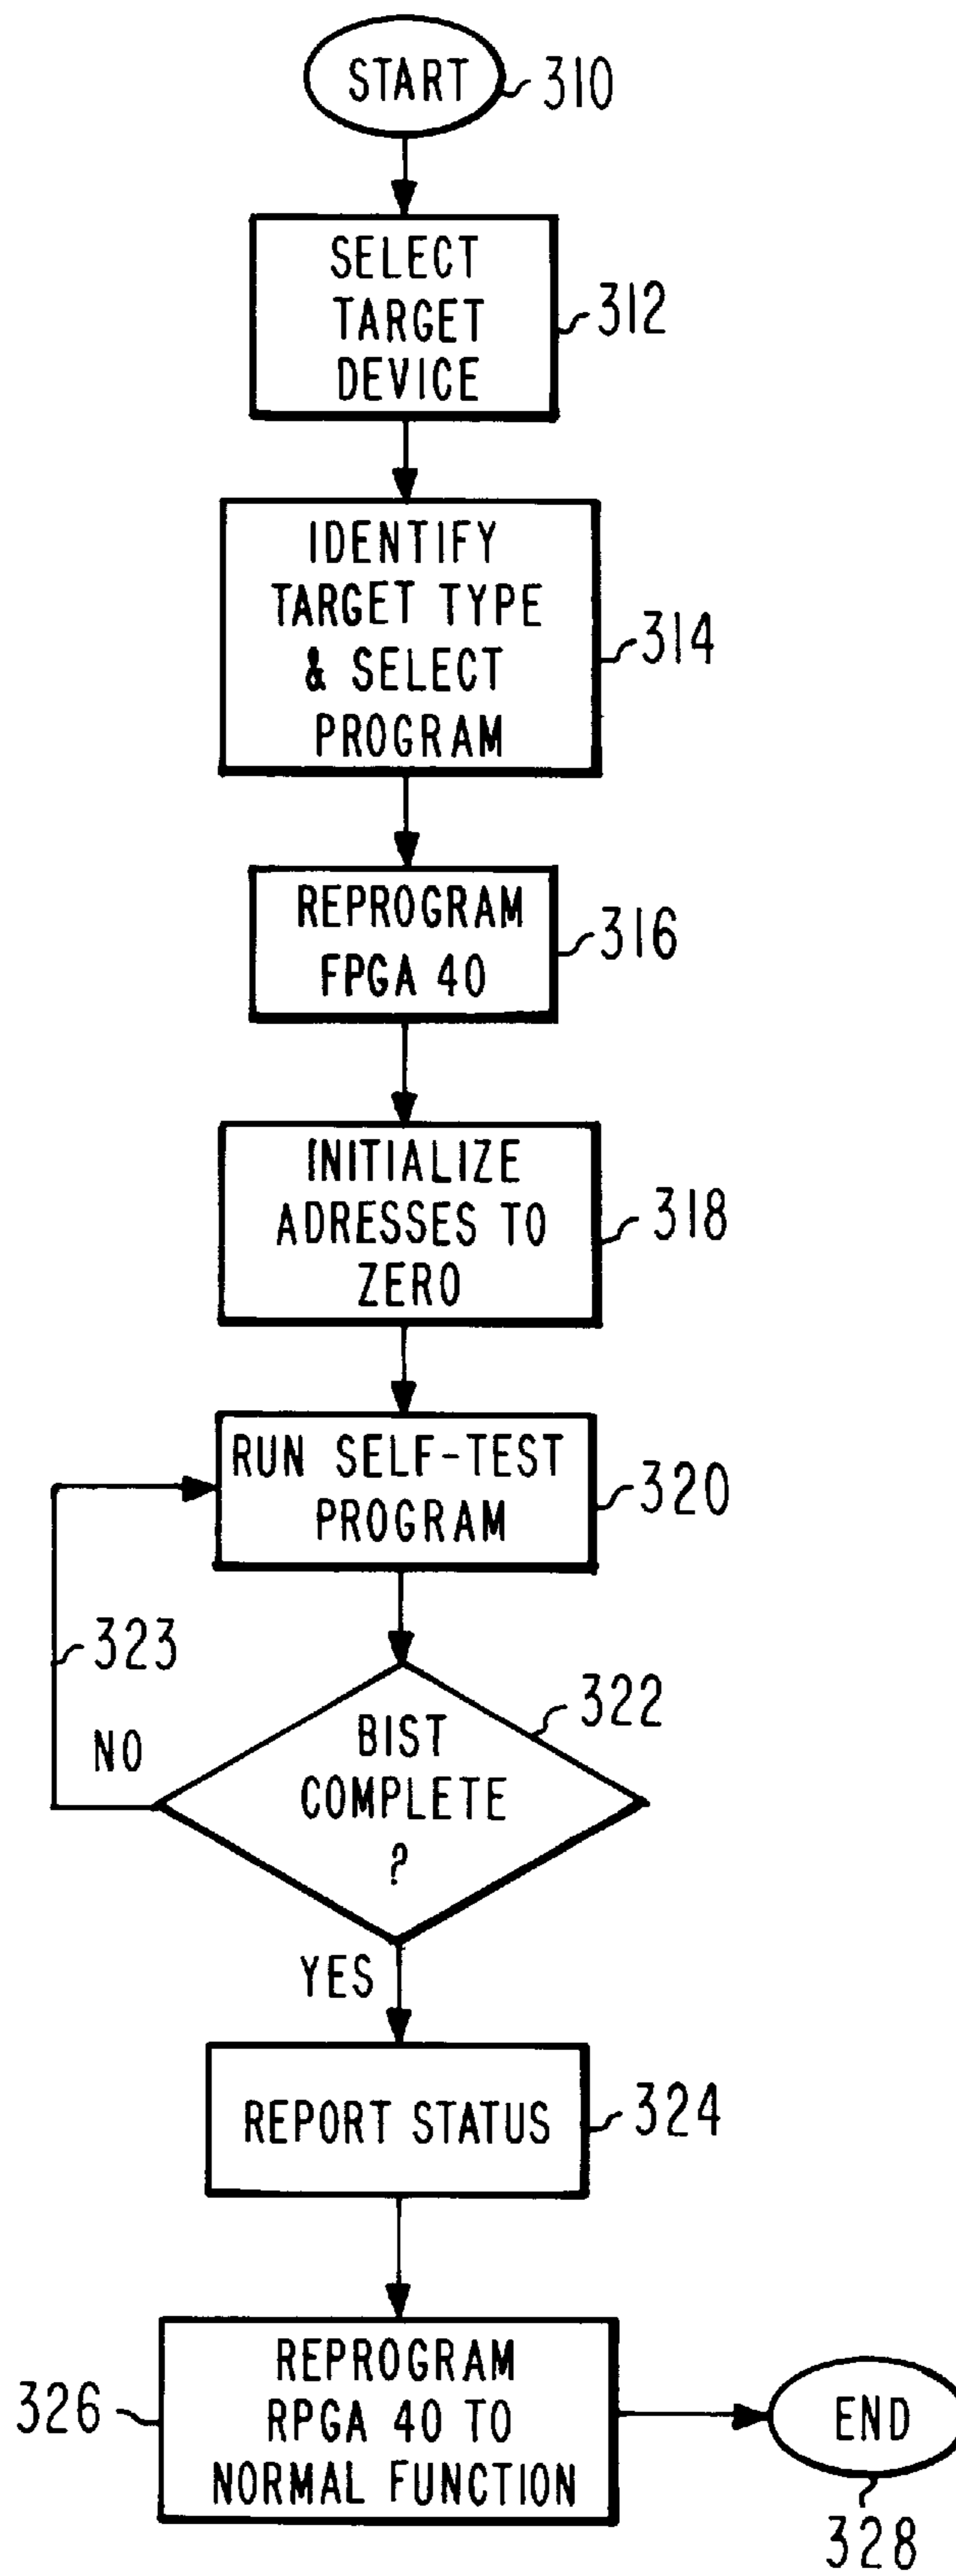 START
310
SELECT
TARGET
DEVICE
312
IDENTIFY
TARGET TYPE
& SELECT
PROGRAM
314
REPROGRAM
FPGA 40
316
INITIALIZE
ADRESSES TO
ZERO
318
RUN SELF-TEST
PROGRAM
320
323
NO
BIST
COMPLETE
?
322
YES
REPORT STATUS
324
REPROGRAM
RPGA 40 TO
NORMAL FUNCTION
326
END
328